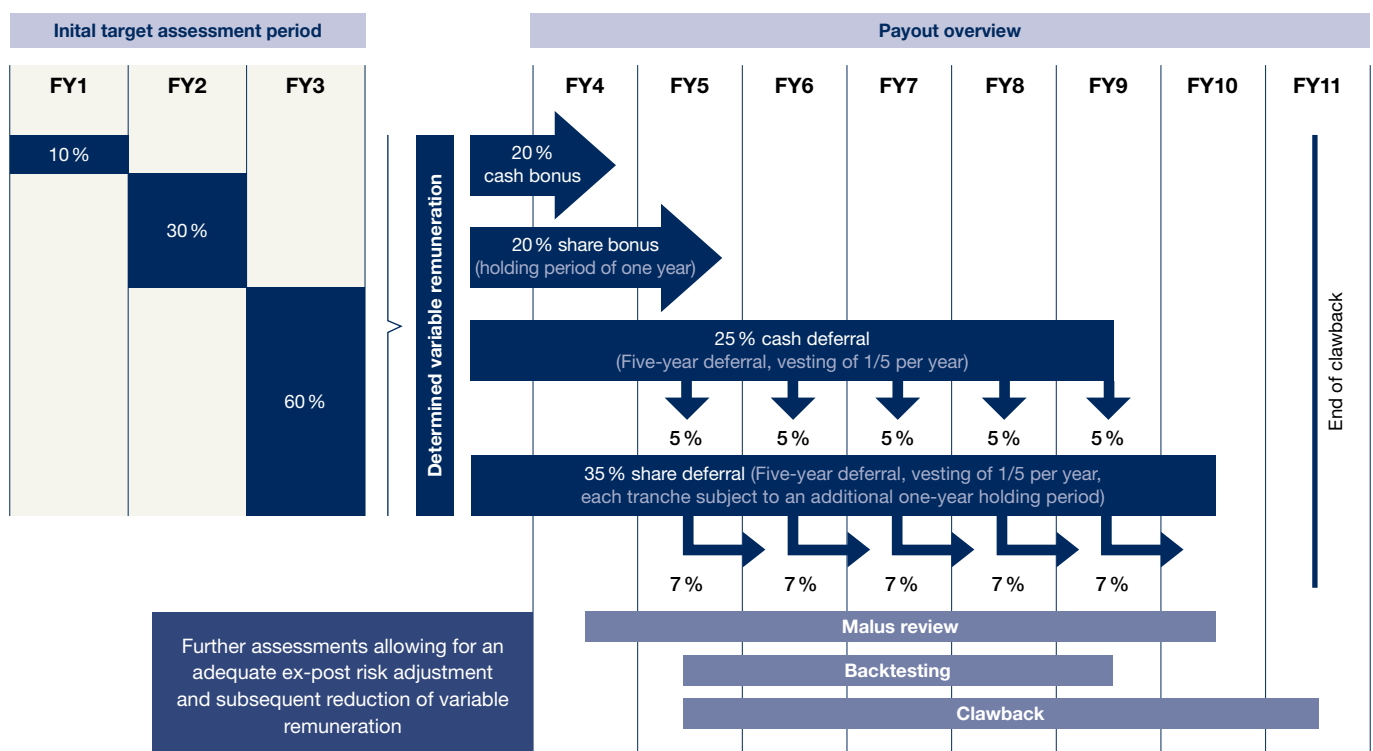 Inital target assessment period
Payout overview
FY1 FY2 FY3 FY4 FY5 FY6 FY7 FY8 FY9 FY10 FY11
10 %
30 %
60 %
Determined variable remuneration
20 %
cash bonus
20 % share bonus
(holding period of one year)
25 % cash deferral
(Five-year deferral, vesting of 1/5 per year)
5 % 5 % 5 % 5 % 5 %
35 % share deferral (Five-year deferral, vesting of 1/5 per year,
each tranche subject to an additional one-year holding period)
7 % 7 % 7 % 7 % 7 %
End of clawback
Further assessments allowing for an
adequate ex-post risk adjustment
and subsequent reduction of variable
remuneration
Malus review
Backtesting
Clawback